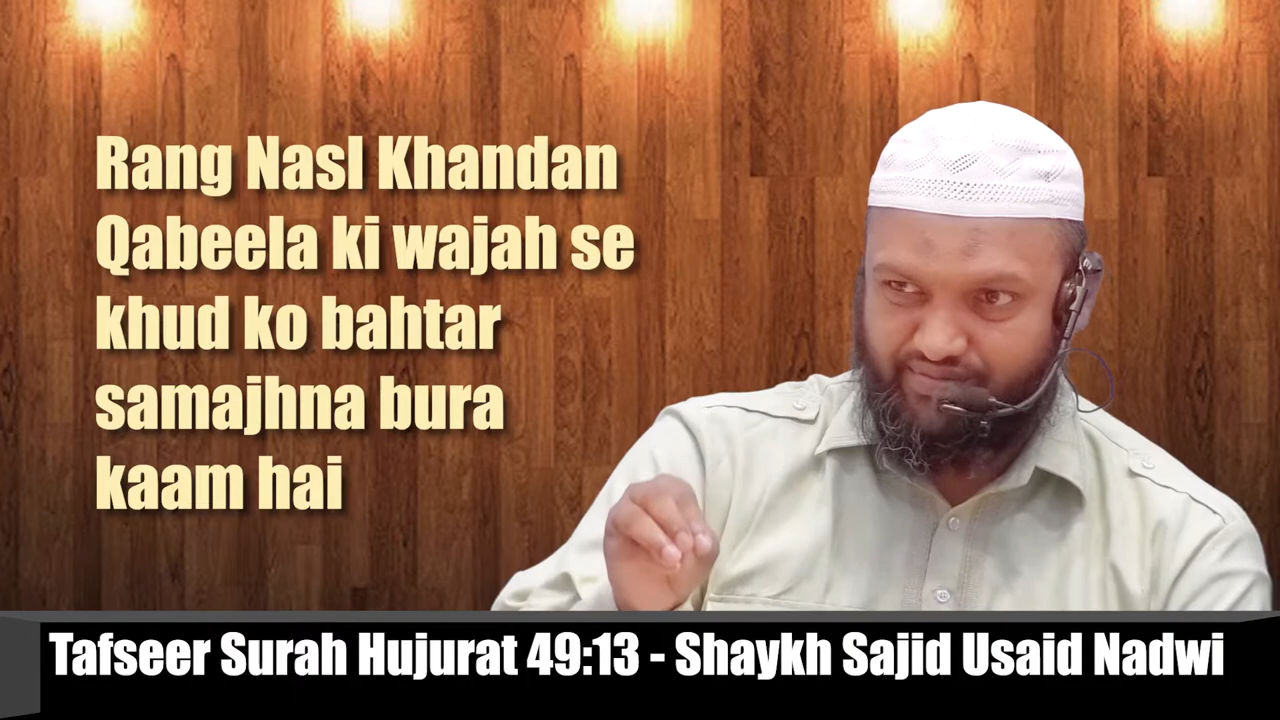 Rang Nasl Khandan
Qabeela ki wajah se
khud ko bahtar
samajhna bura
kaam hai
Tafseer Surah Hujurat 49:13 - Shaykh Sajid Usaid Nadwi